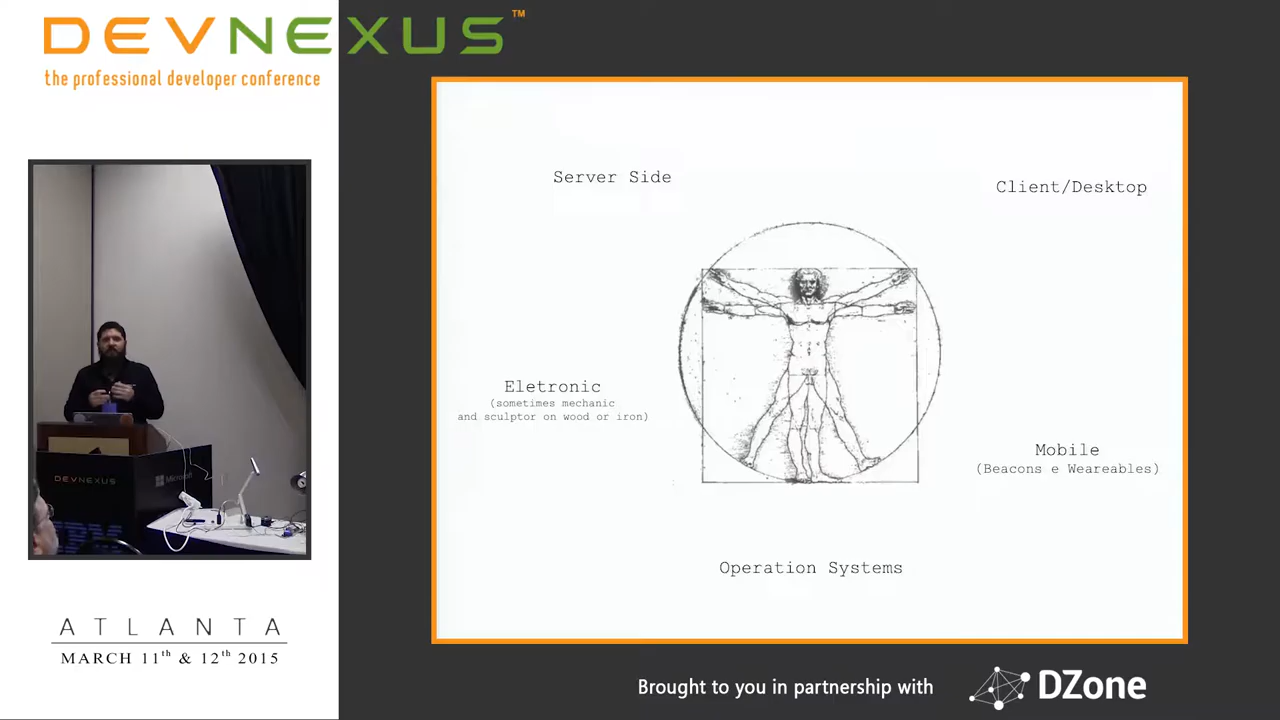 DEVNEXUS™
the professional developer conference
Server Side
Client/Desktop
Eletronic
(sometimes mechanic
and sculptor on wood or iron)
Mobile
(Beacons e Weareables)
Operation Systems
DEVNEXUS
Microsoft
ATLANTA
MARCH 11th & 12th 2015
Brought to you in partnership with
DZone